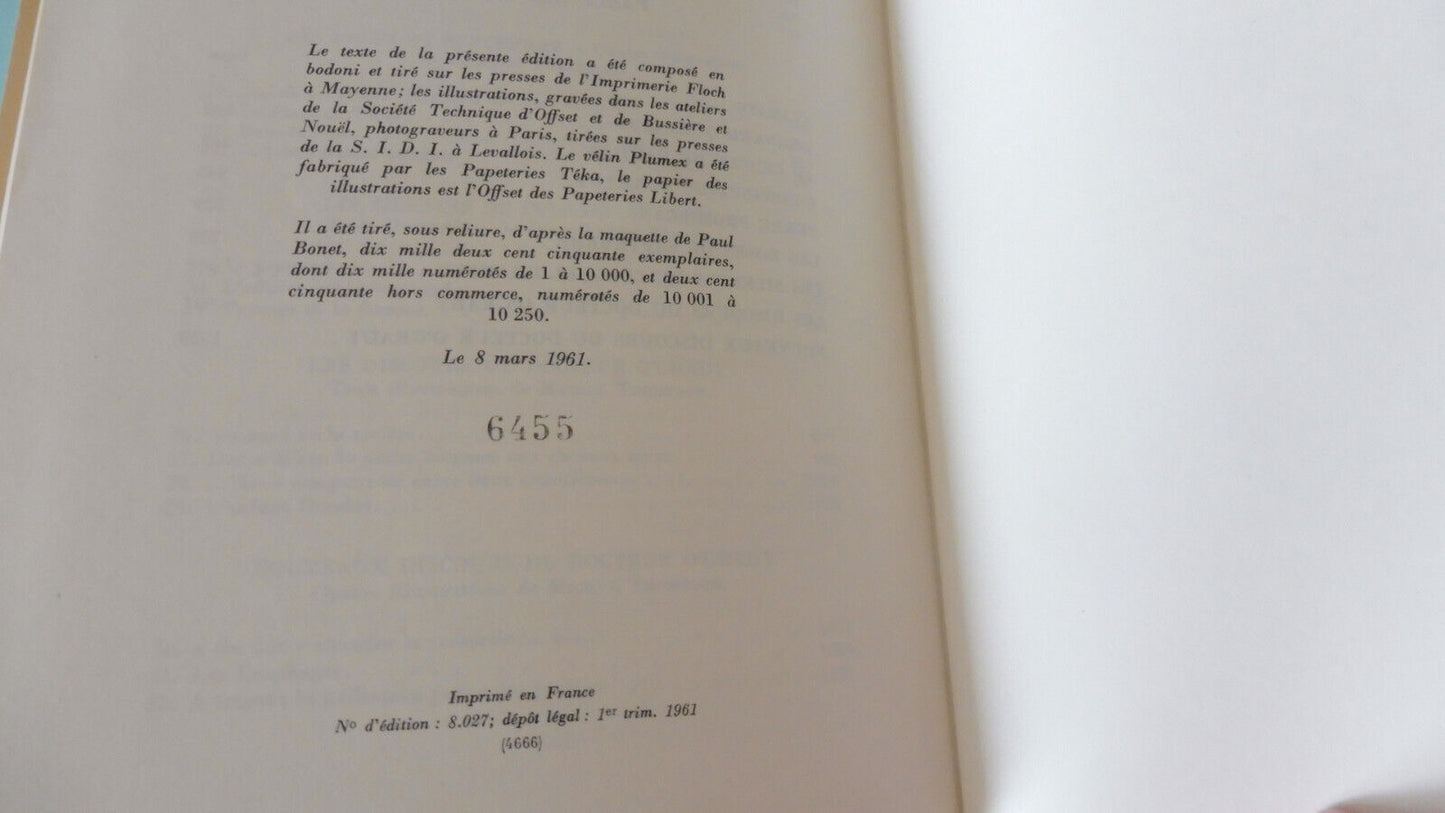 Le texte de la présente édition a été composé en
bodoni et tiré sur les presses de l'Imprimerie Floch
à Mayenne; les illustrations, gravées dans les ateliers
de la Société Technique d'Offset et de Bussière et
Nouël, photograveurs à Paris, tirées sur les presses
de la S. I. D. I. à Levallois. Le vélin Plumex a été
fabriqué par les Papeteries Téka, le papier des
illustrations est l'Offset des Papeteries Libert.
Il a été tiré, sous reliure, d'après la maquette de Paul
Bonet, dix mille deux cent cinquante exemplaires,
dont dix mille numérotés de 1 à 10 000, et deux cent
cinquante hors commerce, numérotés de 10 001 à
10 250.
Le 8 mars 1961.
6455
Imprimé en France
Nº d'édition : 8.027; dépôt légal : 1er trim. 1961
(4666)